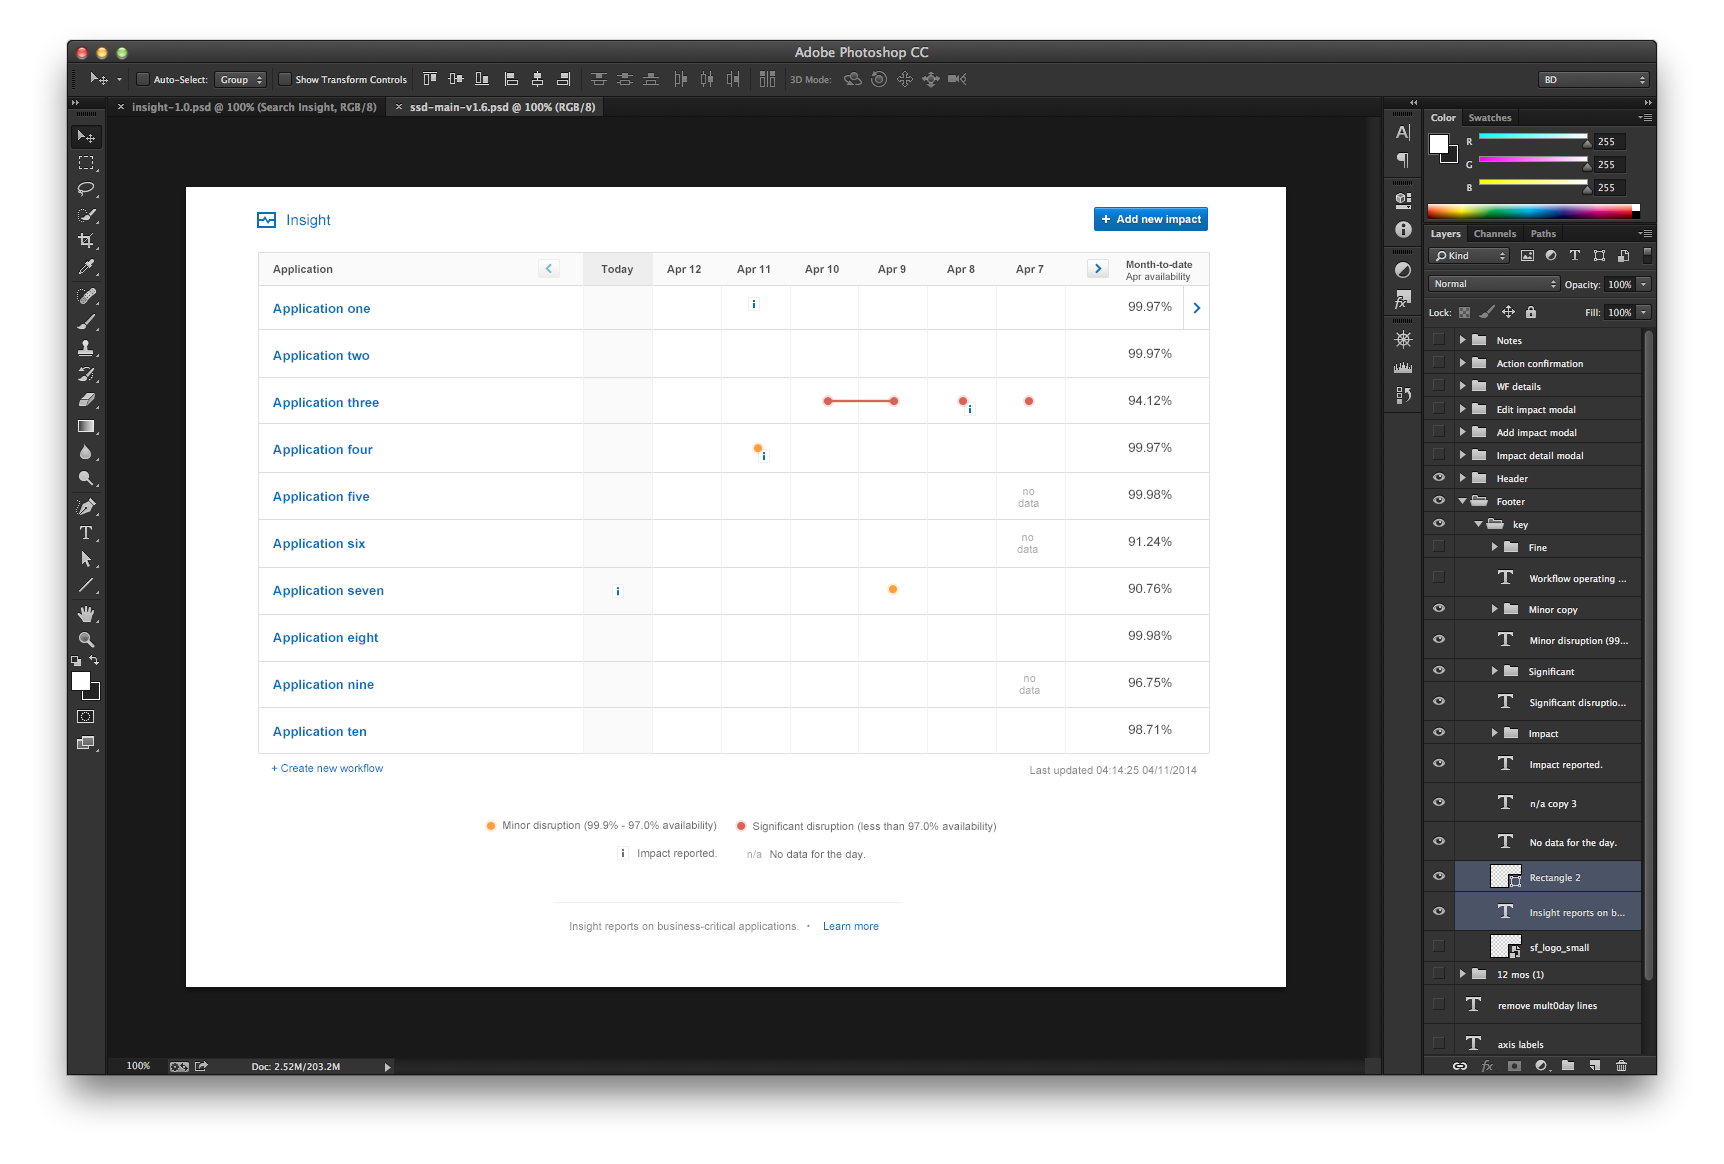 Adobe Photoshop CC
Auto-Select: Group Show Transform Controls 3D Mode: BD
× insight-1.0.psd @ 100% (Search Insight, RGB/8) × ssd-main-v1.6.psd @ 100% (RGB/8)
Insight
+ Add new impact
Application Today Apr 12 Apr 11 Apr 10 Apr 9 Apr 8 Apr 7 Month-to-date
Apr availability
Application one i 99.97%
Application two 99.97%
Application three i 94.12%
Application four i 99.97%
Application five no data 99.98%
Application six no data 91.24%
Application seven i 90.76%
Application eight 99.98%
Application nine no data 96.75%
Application ten 98.71%
+ Create new workflow Last updated 04:14:25 04/11/2014
Minor disruption (99.9% - 97.0% availability) Significant disruption (less than 97.0% availability)
i Impact reported. n/a No data for the day.
Insight reports on business-critical applications. • Learn more
100% Doc: 2.52M/203.2M
Color Swatches
R 255
G 255
B 255
Layers Channels Paths
Kind
Normal Opacity: 100%
Lock: Fill: 100%
Notes
Action confirmation
WF details
Edit impact modal
Add impact modal
Impact detail modal
Header
Footer
key
Fine
Workflow operating ...
Minor copy
Minor disruption (99...
Significant
Significant disruptio...
Impact
Impact reported.
n/a copy 3
No data for the day.
Rectangle 2
Insight reports on b...
sf_logo_small
12 mos (1)
remove mult0day lines
axis labels
fx